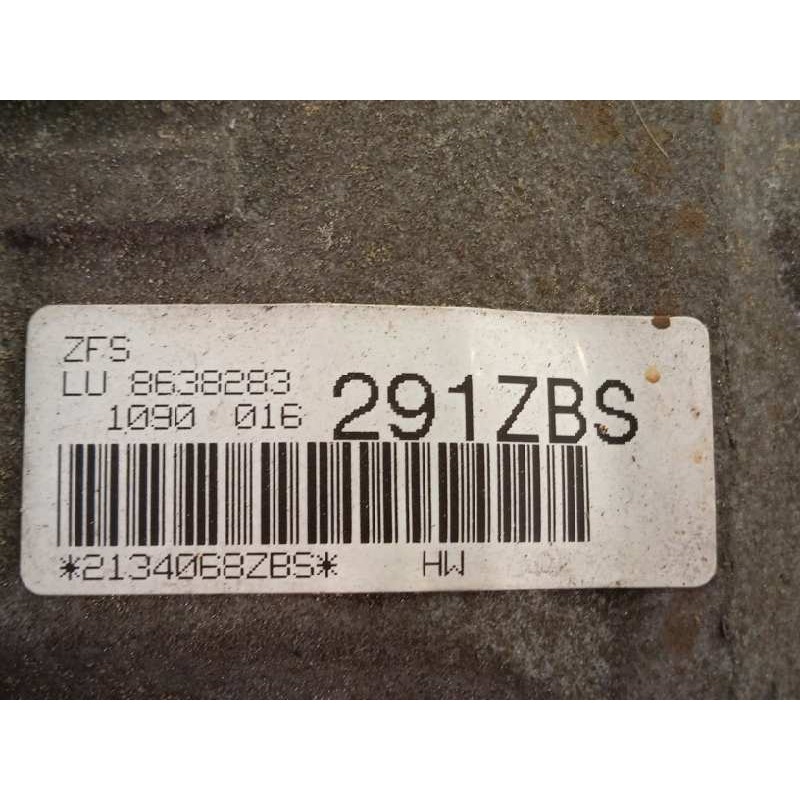 ZFS
LU 8638283
1090 016
291ZBS
*2134068ZBS* HW